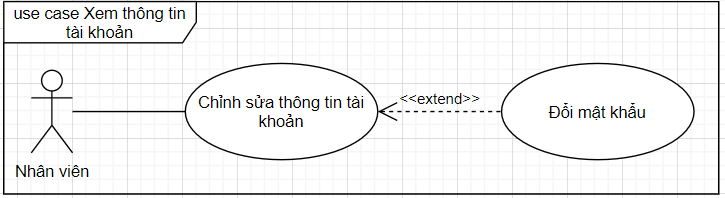 use case Xem thông tin
tài khoản
Chỉnh sửa thông tin tài
khoản
<<extend>>
Đổi mật khẩu
Nhân viên